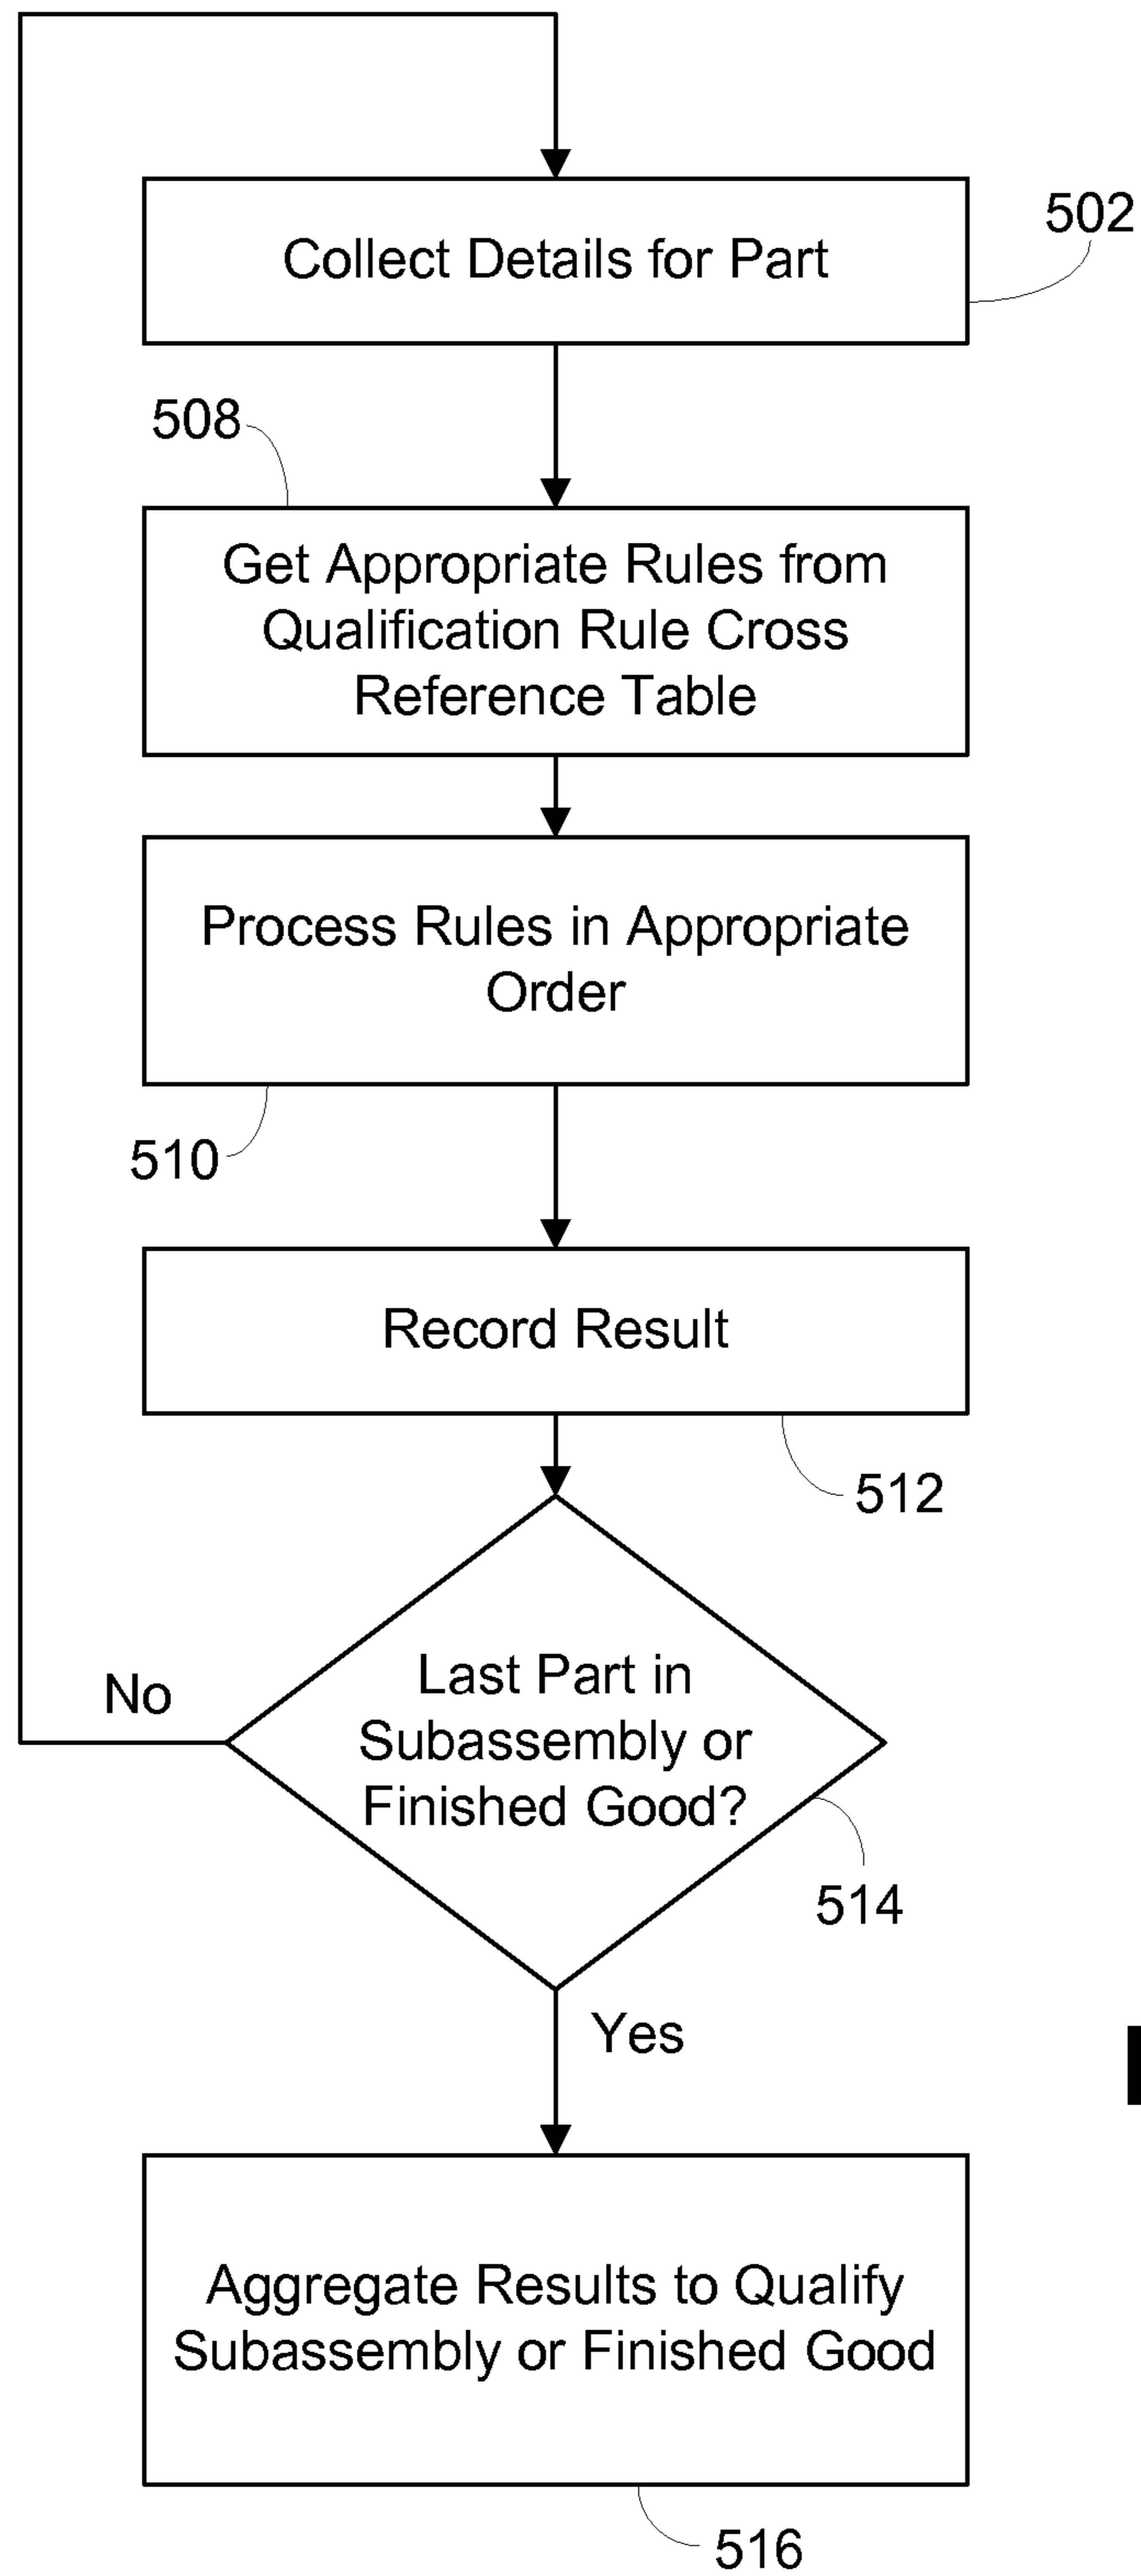 502
Collect Details for Part
508
Get Appropriate Rules from
Qualification Rule Cross
Reference Table
Process Rules in Appropriate
Order
510
Record Result
512
No
Last Part in
Subassembly or
Finished Good?
514
Yes
Aggregate Results to Qualify
Subassembly or Finished Good
516